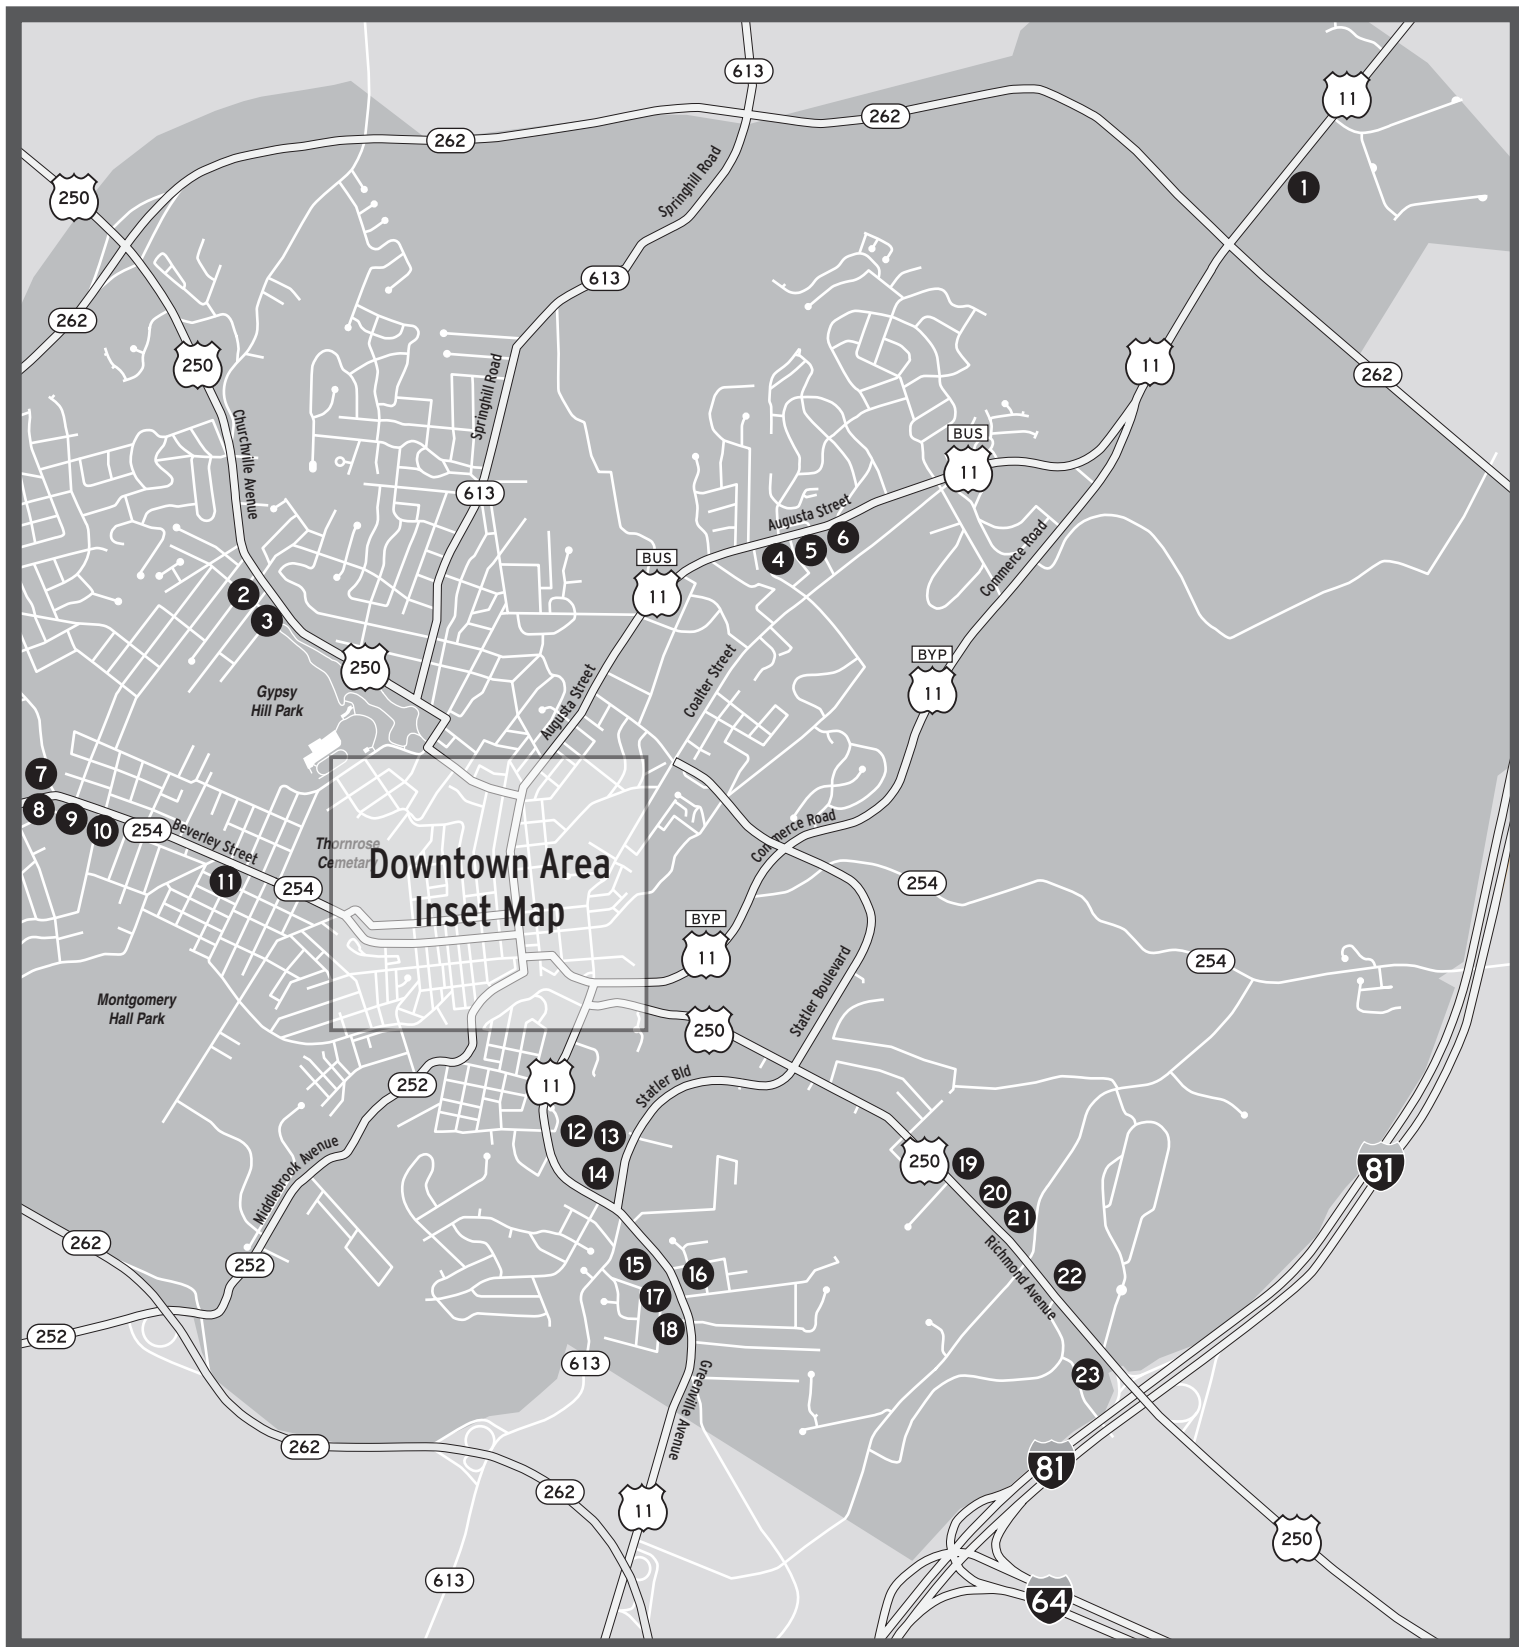 613
11
262
262
1
250
Springhill Road
613
262
250
11
262
Springhill Road
Churchville Avenue
BUS
11
613
Augusta Street
6
5
4
BUS
11
Commerce Road
2
3
250
BYP
11
Coalter Street
Augusta Street
Gypsy
Hill Park
7
8
9
10
254
Beverley Street
Thornrose
Cemetary
Commerce Road
Downtown Area
Inset Map
11
254
254
BYP
11
254
Statler Boulevard
Montgomery
Hall Park
250
252
11
Statler Bld
12
13
14
Middlebrook Avenue
250
19
20
21
81
262
252
15
16
17
18
Richmond Avenue
22
252
613
Greenville Avenue
23
262
81
262
11
250
613
64